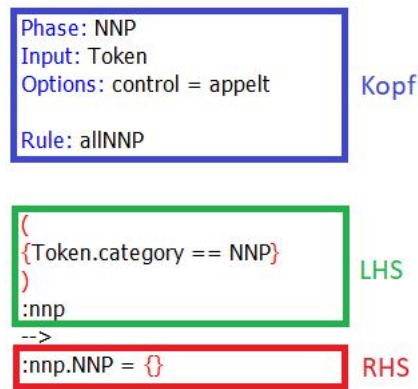 Phase: NNP
Input: Token
Options: control = appelt
Kopf
Rule: allNNP
(
{Token.category == NNP}
)
LHS
:nnp
-->
:nnp.NNP = {}
RHS